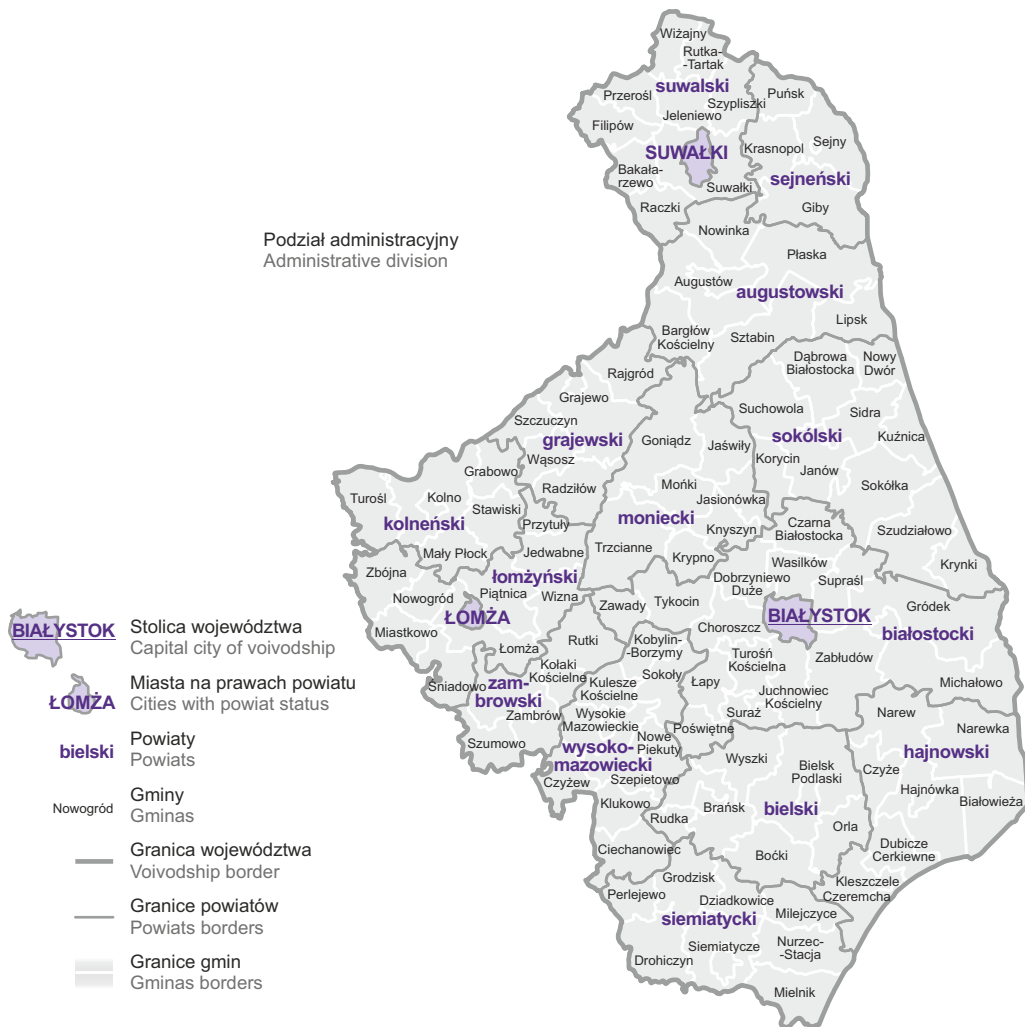 Wiżajny
Rutka-
-Tartak
suwalski
Puńsk
Przerośl
Szypliszki
Jeleniewo
Filipów
Sejny
Krasnopol
SUWAŁKI
Bakała-
rzewo
sejneński
Suwałki
Raczki
Giby
Nowinka
Podział administracyjny
Administrative division
Płaska
Augustów
augustowski
Lipsk
Bargłów
Kościelny
Sztabin
Dąbrowa
Białostocka
Nowy
Dwór
Rajgród
Grajewo
Suchowola
Sidra
Szczuczyn
grajewski
Goniądz
Jaświły
sokólski
Kuźnica
Wąsosz
Korycin
Janów
Grabowo
Radziłów
Mońki
Sokółka
Turośl
Kolno
Stawiski
Jasionówka
kolneński
Przytuły
moniecki
Knyszyn
Czarna
Białostocka
Szudziałowo
Mały Płock
Jedwabne
Trzcianne
Krypno
Wasilków
Krynki
Zbójna
łomżyński
Dobrzyniewo
Duże
Supraśl
Nowogród
Piątnica
Wizna
Zawady
Tykocin
Gródek
ŁOMŻA
BIAŁYSTOK
Choroszcz
białostocki
Miastkowo
Łomża
Rutki
Kobylin-
-Borzymy
Turośń
Kościelna
Zabłudów
Kołaki
Kościelne
Sokoły
Łapy
Michałowo
Śniadowo
zam-
browski
Kulesze
Kościelne
Juchnowiec
Kościelny
Zambrów
Wysokie
Mazowieckie
Suraż
Narew
Poświętne
Narewka
Szumowo
wysoko-
mazowiecki
Nowe
Piekuty
Wyszki
Bielsk
Podlaski
hajnowski
Czyże
Czyżew
Szepietowo
Hajnówka
Białowieża
Klukowo
Brańsk
bielski
Rudka
Orla
Ciechanowiec
Boćki
Dubicze
Cerkiewne
Grodzisk
Kleszczele
Perlejewo
Dziadkowice
Czeremcha
siemiatycki
Milejczyce
Siemiatycze
Nurzec-
-Stacja
Drohiczyn
Mielnik
BIAŁYSTOK
Stolica województwa
Capital city of voivodship
ŁOMŻA
Miasta na prawach powiatu
Cities with powiat status
bielski
Powiaty
Powiats
Nowogród
Gminy
Gminas
Granica województwa
Voivodship border
Granice powiatów
Powiats borders
Granice gmin
Gminas borders